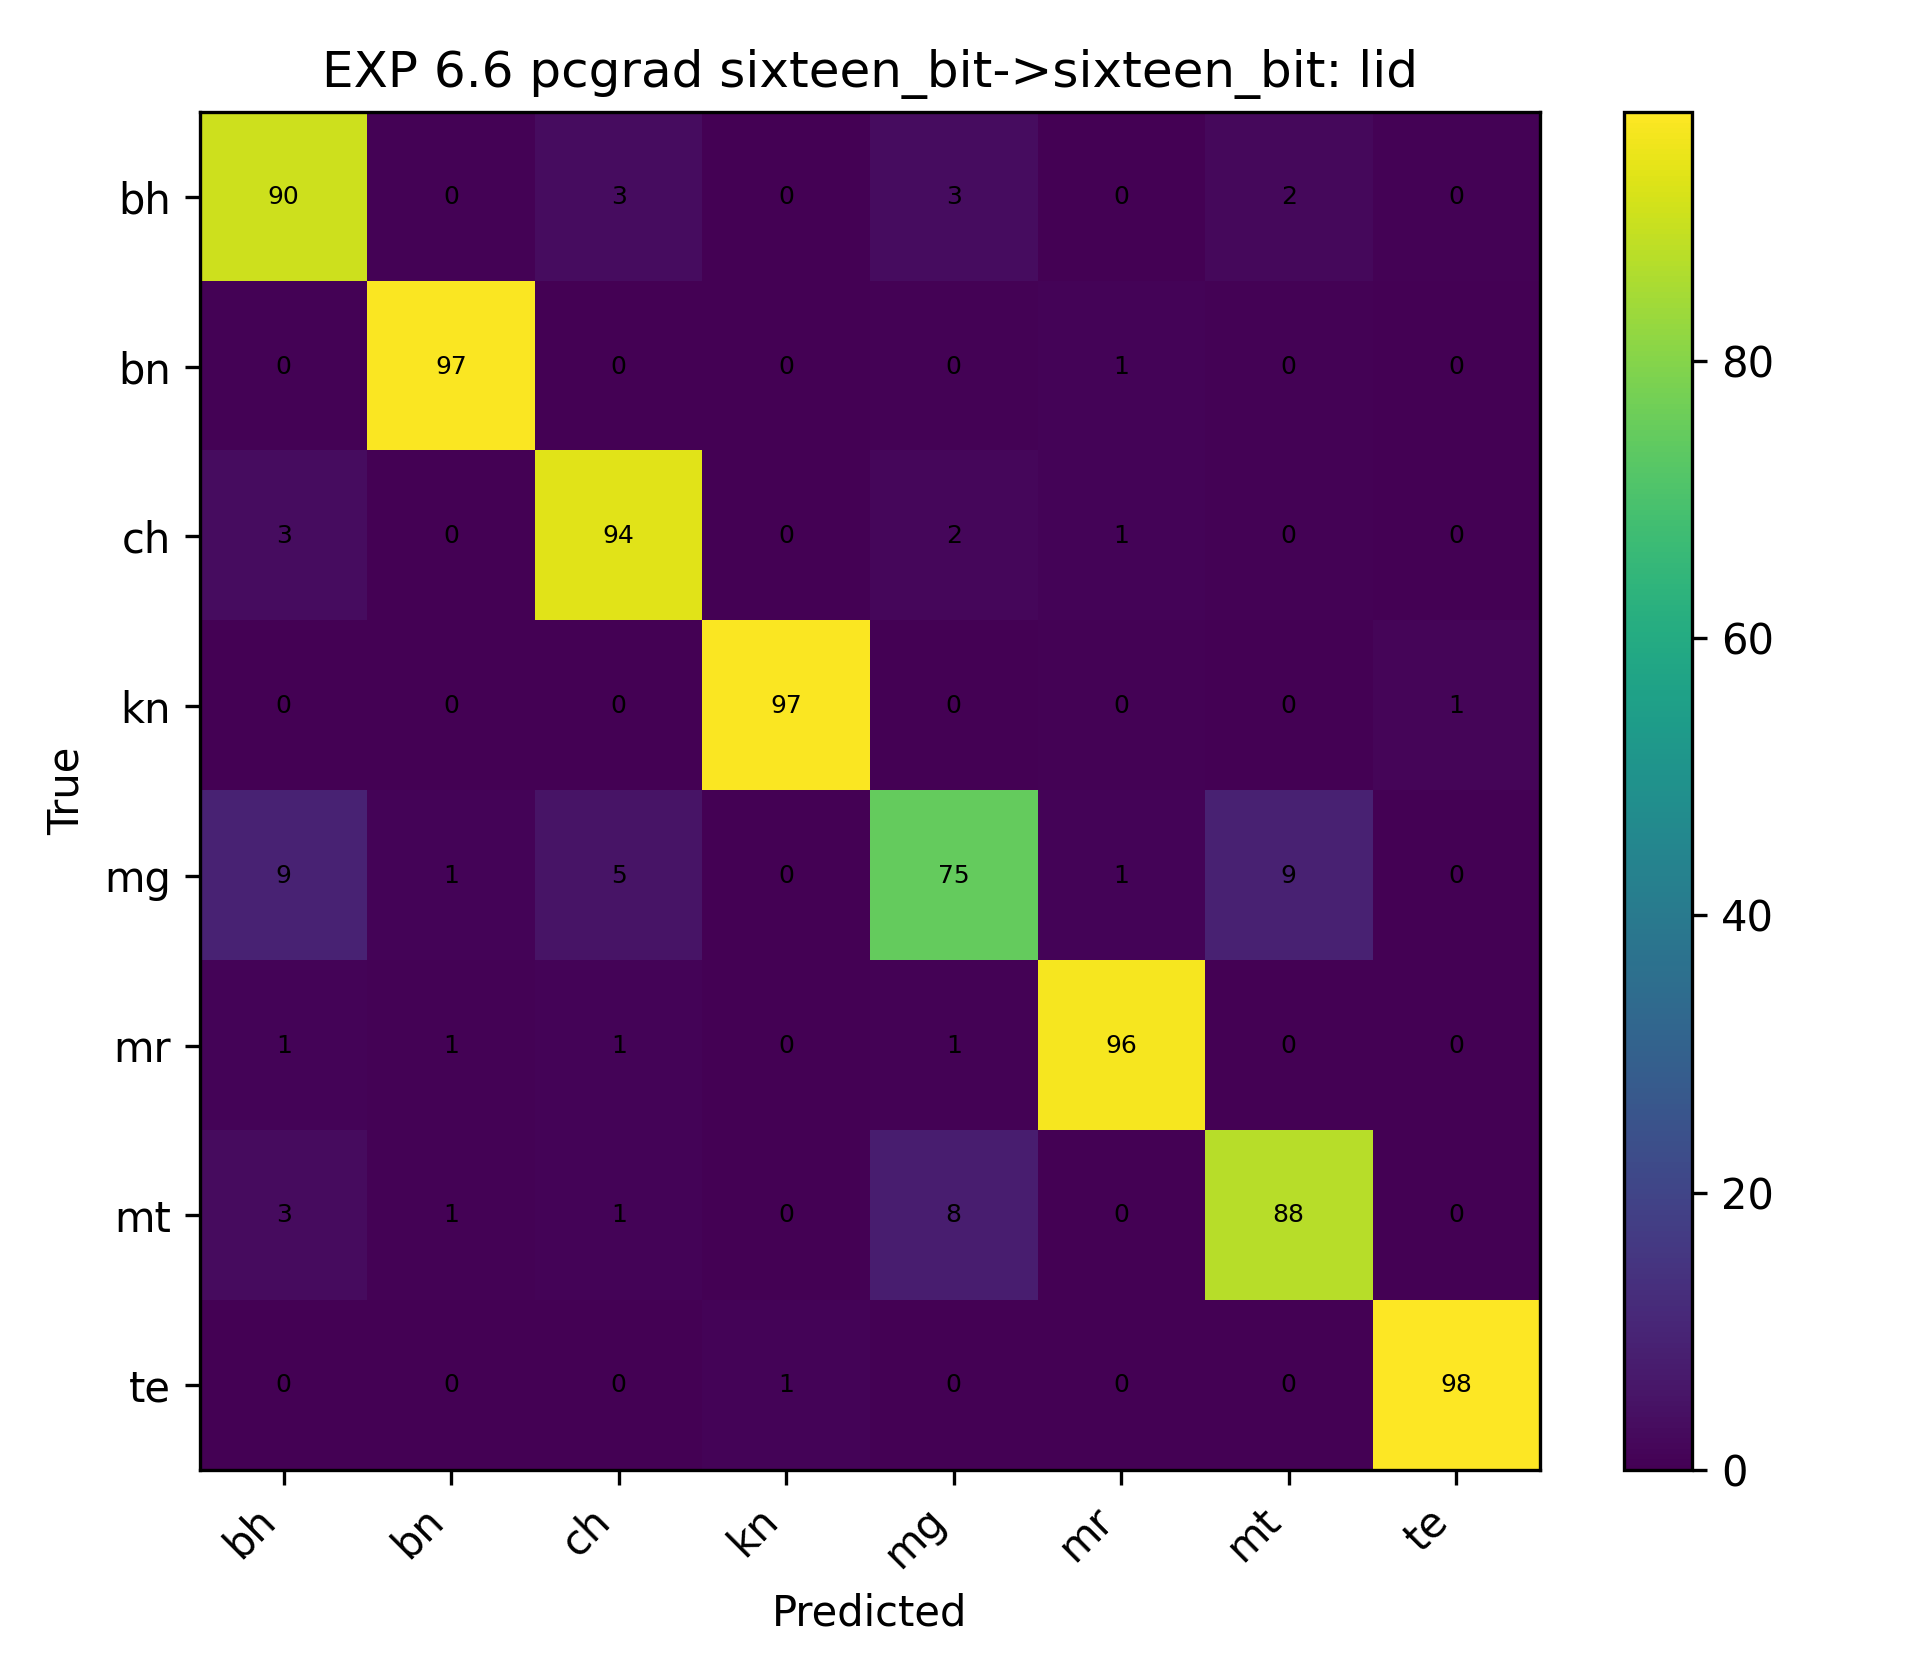 EXP 6.6 pcgrad sixteen_bit->sixteen_bit: lid
bh 90 0 3 0 3 0 2 0
bn 0 97 0 0 0 1 0 0
80
ch 3 0 94 0 2 1 0 0
60
kn 0 0 0 97 0 0 0 1
True
mg 9 1 5 0 75 1 9 0
40
mr 1 1 1 0 1 96 0 0
mt 3 1 1 0 8 0 88 0
20
te 0 0 0 1 0 0 0 98
0
bh bn ch kn mg mr mt te
Predicted